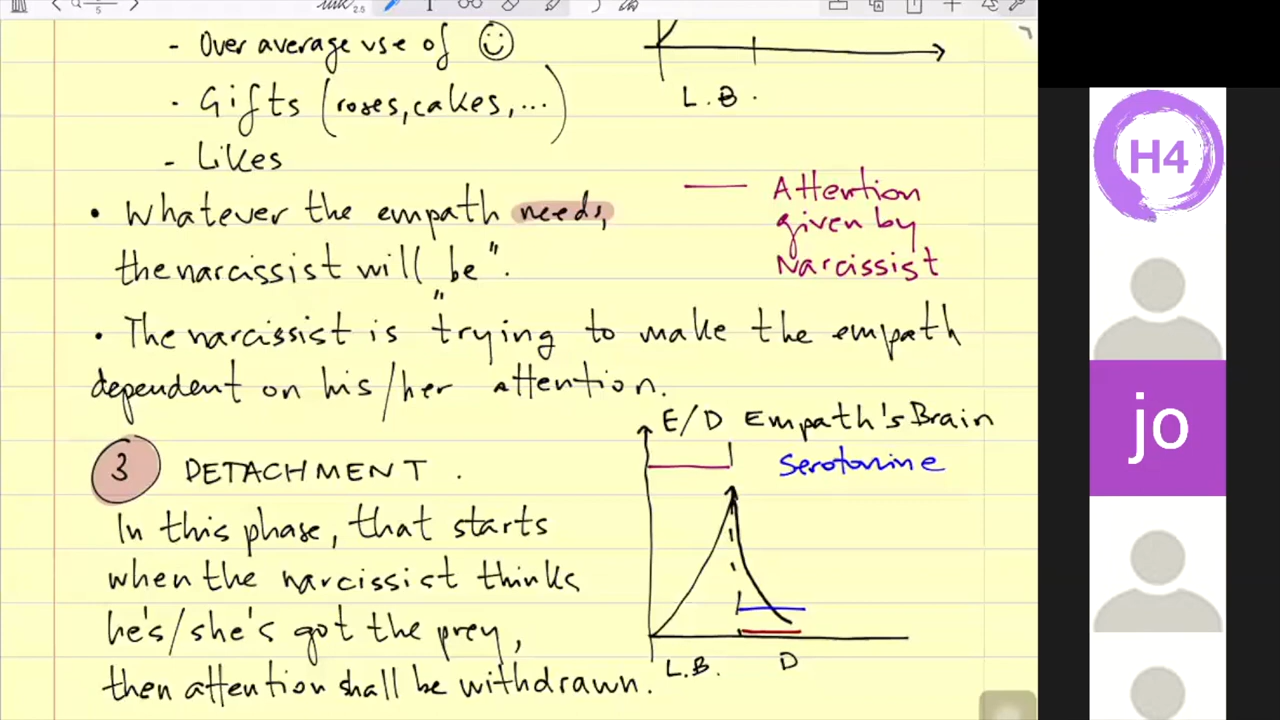 2.5
5
- Over average use of ☺
L. B.
- Gifts (roses, cakes, ...)
- Likes
• Whatever the empath needs,
the narcissist will "be".
Attention
given by
Narcissist
• The narcissist is "trying to make the empath
dependent on his/her attention.
3 DETACHMENT.
In this phase, that starts
when the narcissist thinks
he's/she's got the prey,
then attention shall be withdrawn.
E/D Empath's Brain
Serotonine
L.B. D
H4
jo